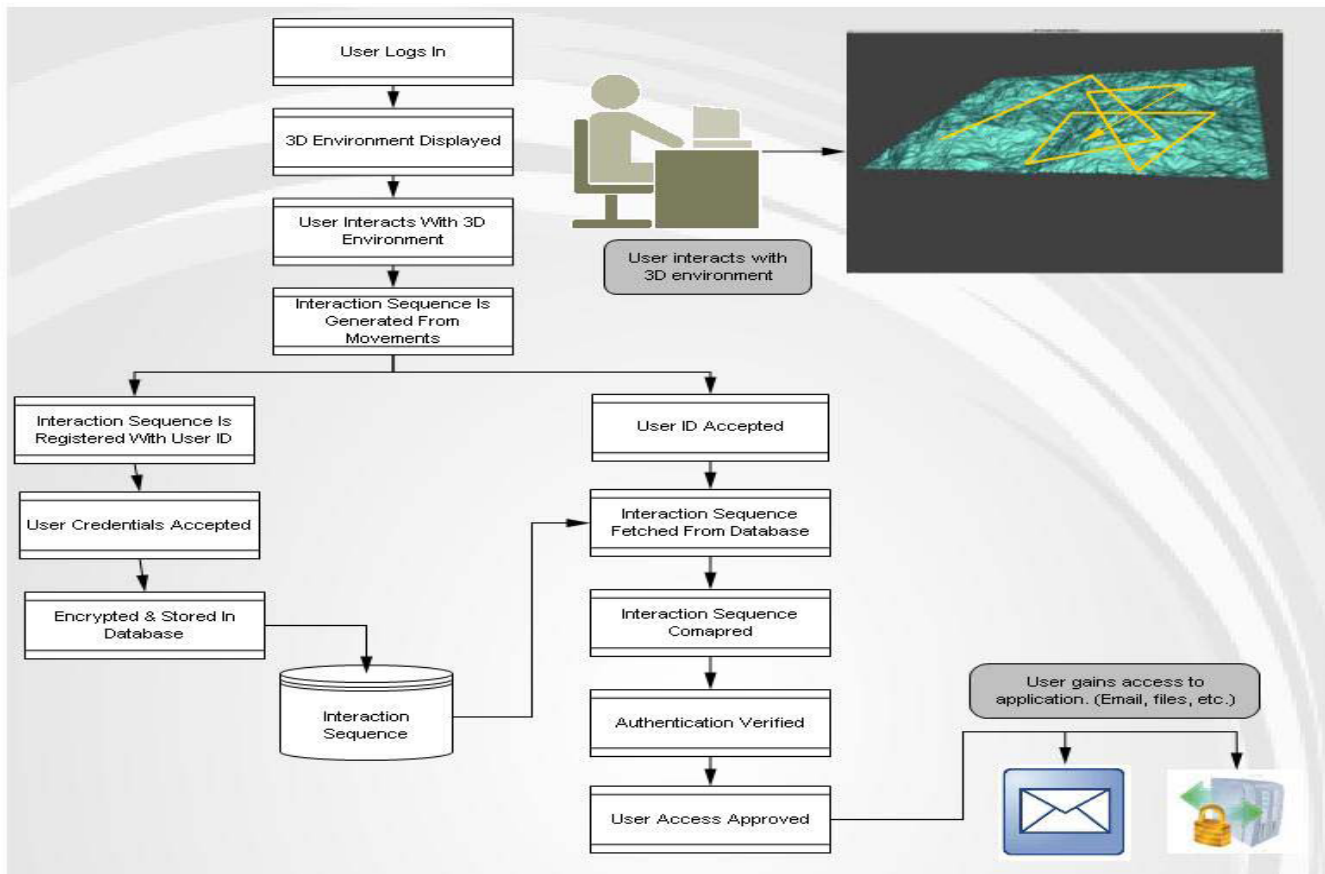 User Logs In
3D Environment Displayed
User Interacts With 3D
Environment
Interaction Sequence Is
Generated From
Movements
User interacts with
3D environment
Interaction Sequence Is
Registered With User ID
User Credentials Accepted
Encrypted & Stored In
Database
Interaction
Sequence
User ID Accepted
Interaction Sequence
Fetched From Database
Interaction Sequence
Comapred
Authentication Verified
User Access Approved
User gains access to
application. (Email, files, etc.)